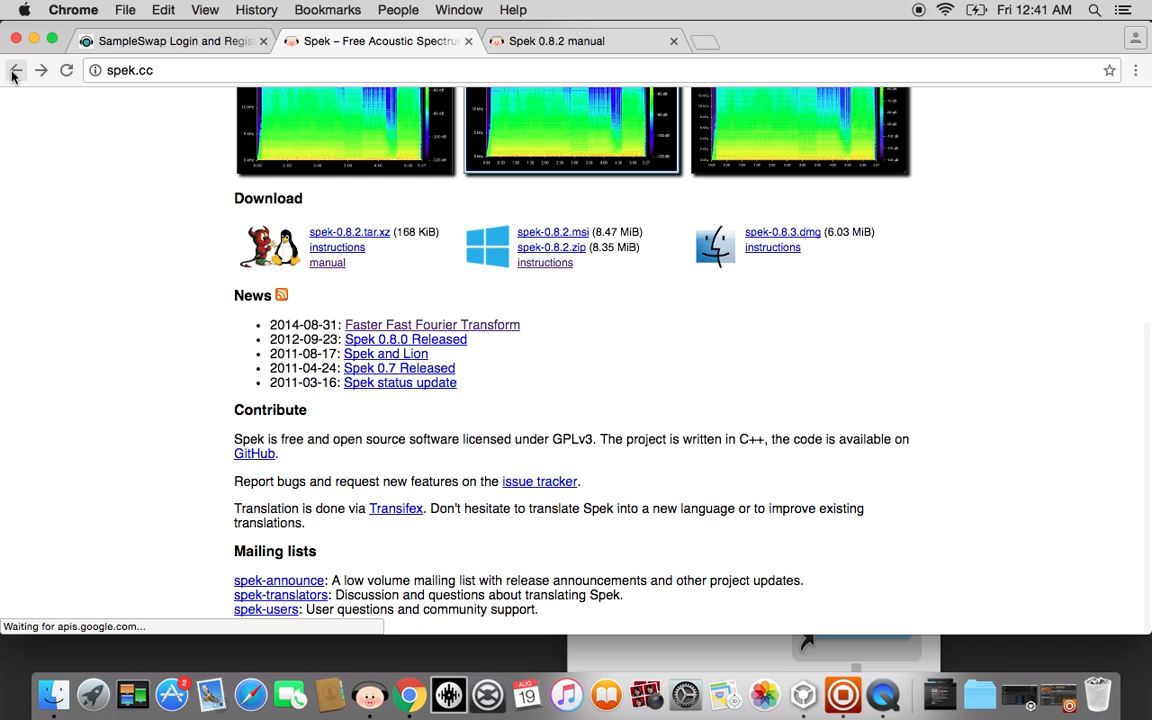 Chrome File Edit View History Bookmarks People Window Help Fri 12:41 AM
SampleSwap Login and Regis
Spek – Free Acoustic Spectru
Spek 0.8.2 manual
spek.cc
Download
spek-0.8.2.tar.xz (168 KiB)
instructions
manual
spek-0.8.2.msi (8.47 MiB)
spek-0.8.2.zip (8.35 MiB)
instructions
spek-0.8.3.dmg (6.03 MiB)
instructions
News
• 2014-08-31: Faster Fast Fourier Transform
• 2012-09-23: Spek 0.8.0 Released
• 2011-08-17: Spek and Lion
• 2011-04-24: Spek 0.7 Released
• 2011-03-16: Spek status update
Contribute
Spek is free and open source software licensed under GPLv3. The project is written in C++, the code is available on
GitHub.
Report bugs and request new features on the issue tracker.
Translation is done via Transifex. Don't hesitate to translate Spek into a new language or to improve existing
translations.
Mailing lists
spek-announce: A low volume mailing list with release announcements and other project updates.
spek-translators: Discussion and questions about translating Spek.
spek-users: User questions and community support.
Waiting for apis.google.com...
2
AUG
19